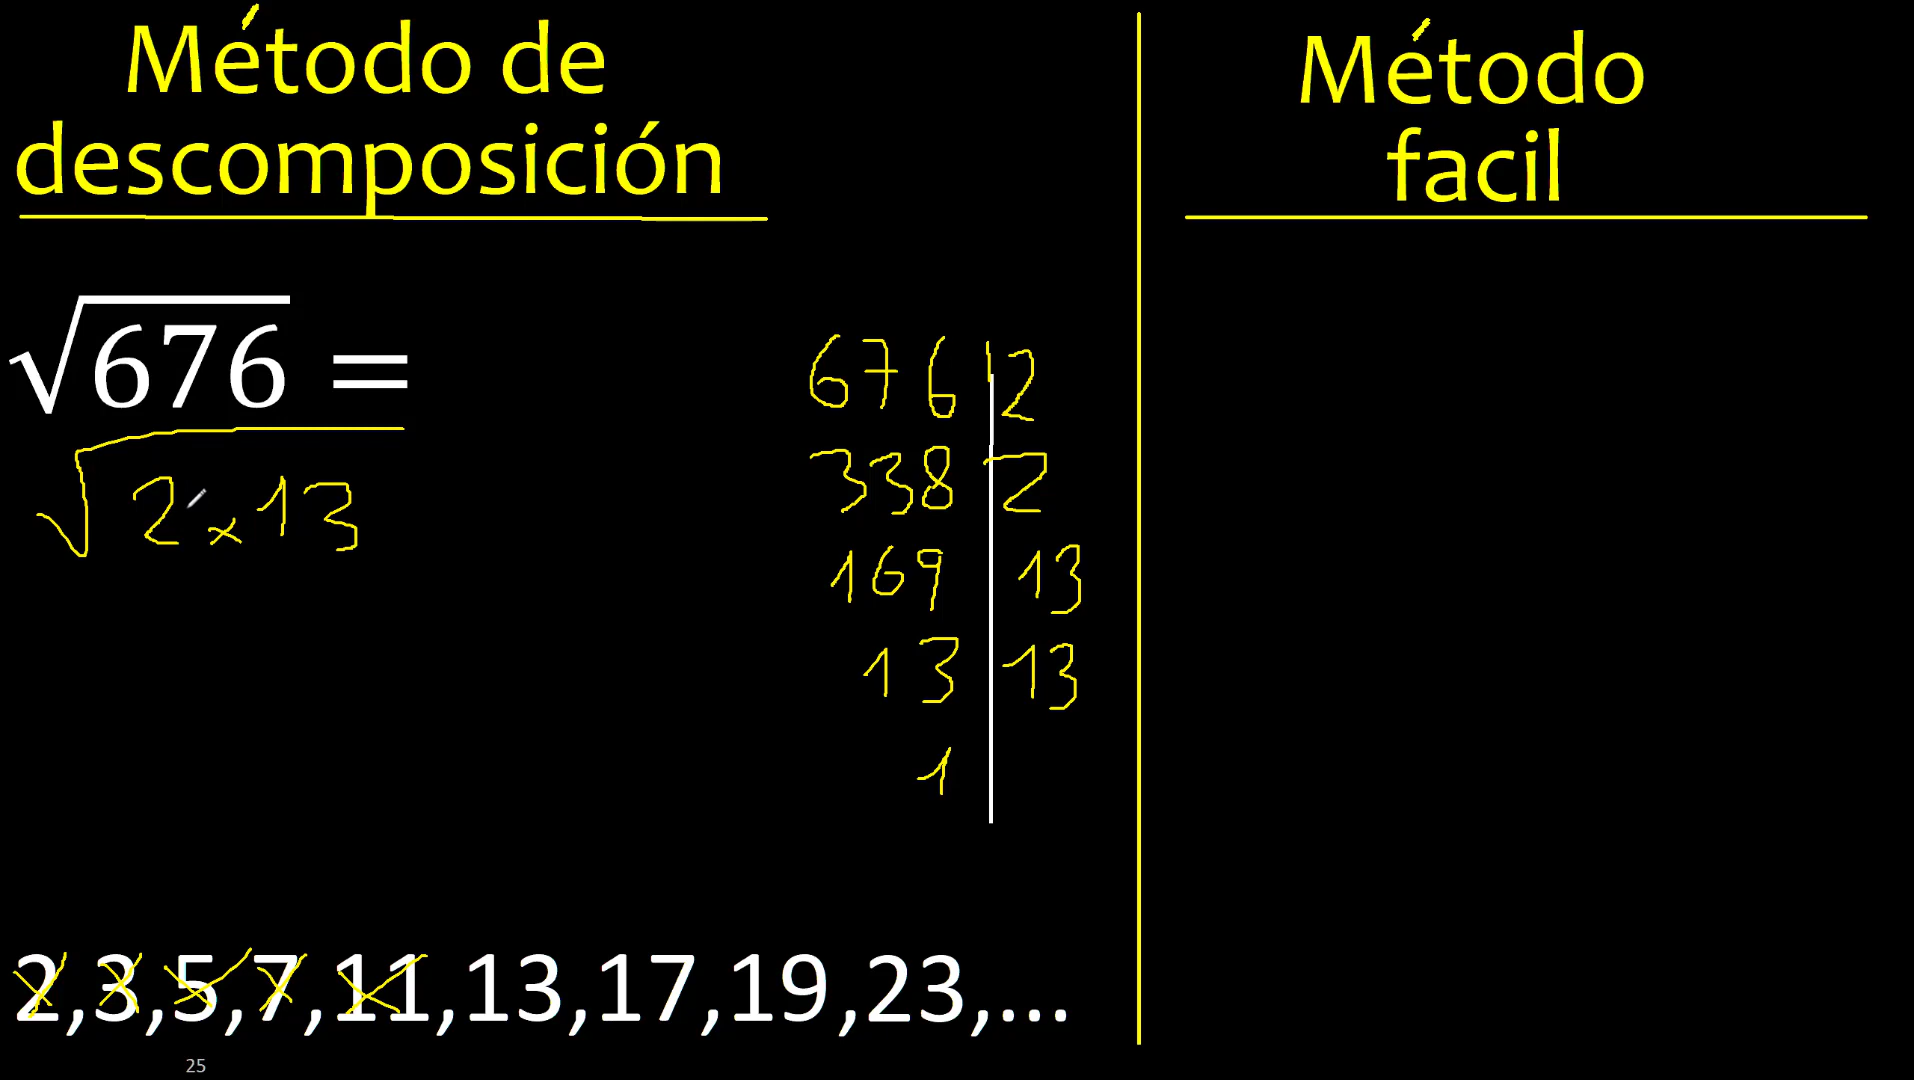 Método de
descomposición
√676 =
√2 x 13
676 | 2
338 | 2
169 | 13
13 | 13
1 |
2,3,5,7,11,13,17,19,23,...
25
Método
facil